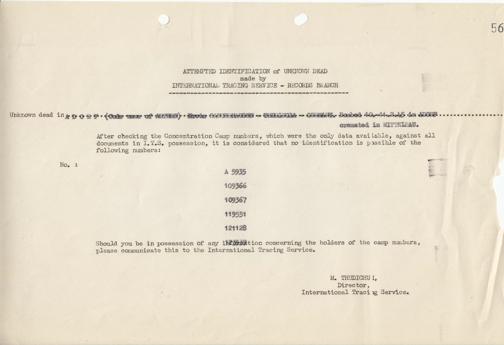 56
ATTEMPTED IDENTIFICATION of UNKNOWN DEAD
made by
INTERNATIONAL TRACING SERVICE - RECORDS BRANCH
Unknown dead in
cremated in MITTELBAU.
After checking the Concentration Camp numbers, which were the only data available, against all
documents in I.T.S. possession, it is considered that no identification is possible of the
following numbers:
No. :
A 5935
109366
109367
119551
121128
Should you be in possession of any concerning the holders of the camp numbers,
please communicate this to the International Tracing Service.
M.
Director,
International Tracing Service.